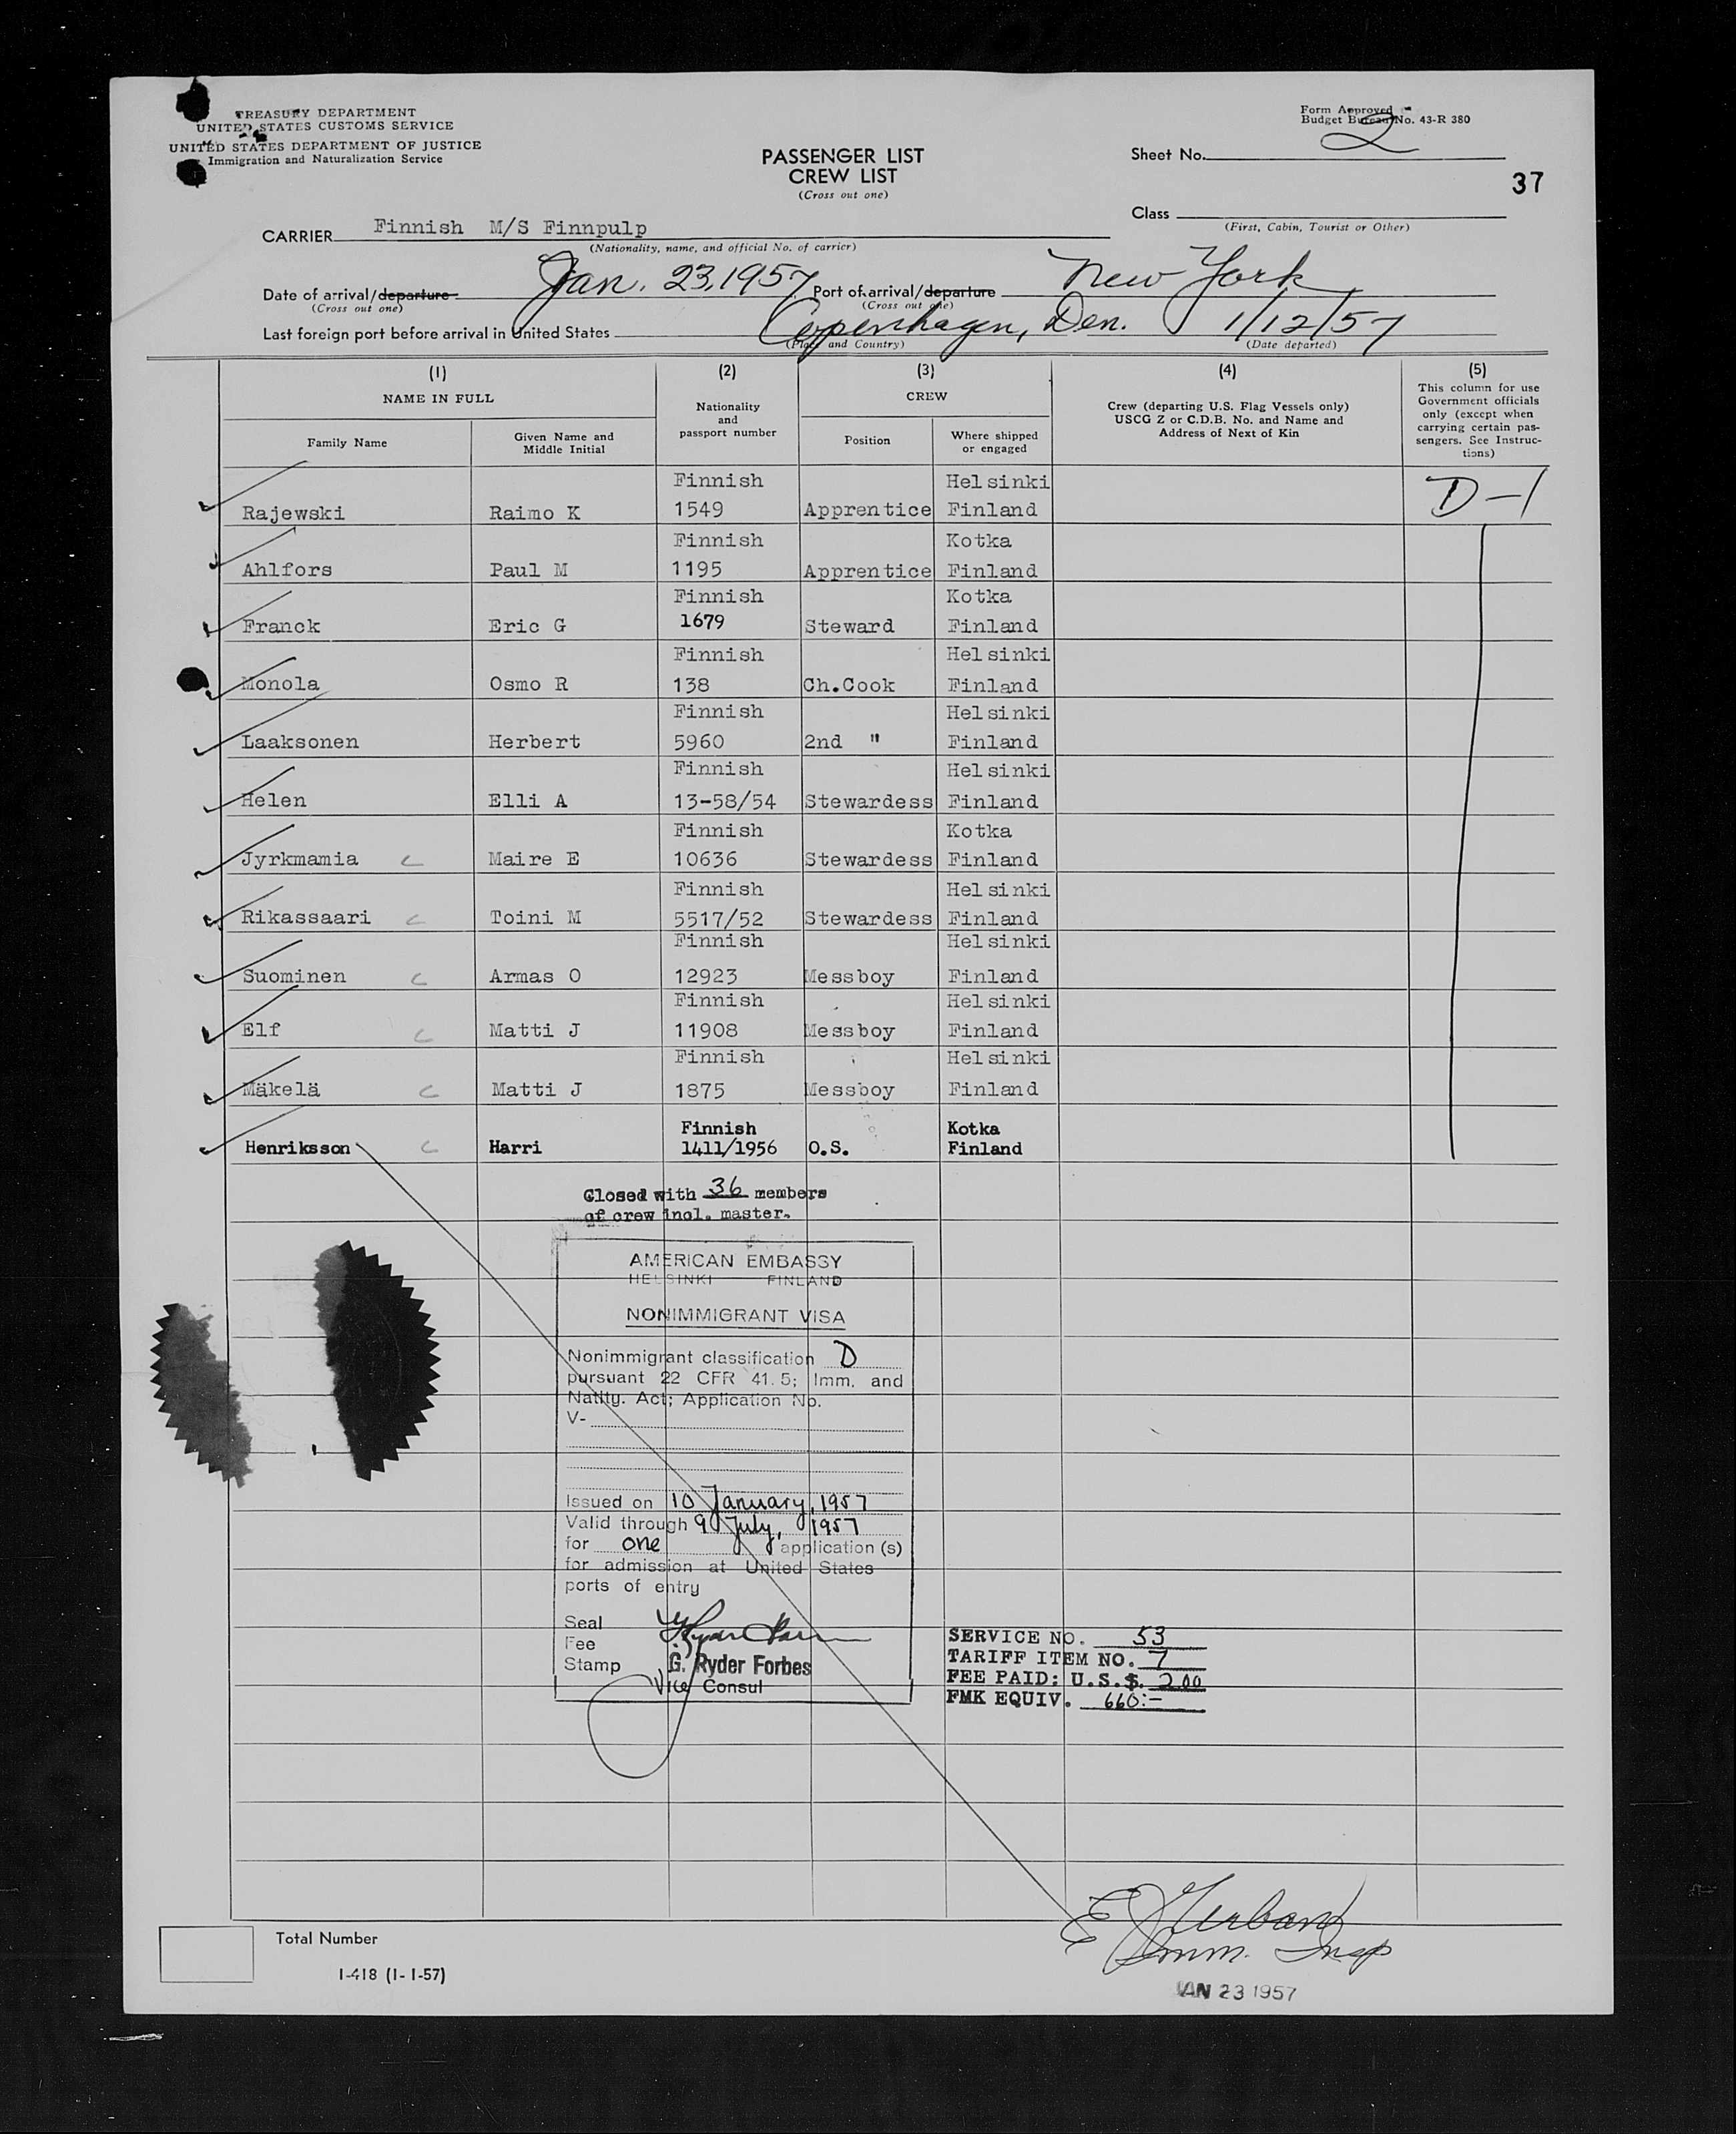 TREASURY DEPARTMENT
UNITED STATES CUSTOMS SERVICE
UNITED STATES DEPARTMENT OF JUSTICE
Immigration and Naturalization Service
Form Approved
Budget Bureau No. 43-R 380
PASSENGER LIST
CREW LIST
(Cross out one)
Sheet No. 2
37
Class
(First, Cabin, Tourist or Other)
CARRIER Finnish M/S Finnpulp
(Nationality, name, and official No. of carrier)
Date of arrival/departure Jan. 23, 1957 Port of arrival/departure New York
(Cross out one) (Cross out one)
Last foreign port before arrival in United States Copenhagen, Den. 1/12/57
(Place and Country) (Date departed)
(1) (2) (3) (4) (5)
NAME IN FULL
Nationality
and
passport number
CREW
Crew (departing U.S. Flag Vessels only)
USCG Z or C.D.B. No. and Name and
Address of Next of Kin
This column for use
Government officials
only (except when
carrying certain pas-
sengers. See Instruc-
tions)
Family Name
Given Name and
Middle Initial
Position
Where shipped
or engaged
Finnish Helsinki
Rajewski Raimo K 1549 Apprentice Finland D-1
Finnish Kotka
Ahlfors Paul M 1195 Apprentice Finland
Finnish Kotka
Franck Eric G 1679 Steward Finland
Finnish Helsinki
Monola Osmo R 138 Ch.Cook Finland
Finnish Helsinki
Laaksonen Herbert 5960 2nd " Finland
Finnish Helsinki
Helen Elli A 13-58/54 Stewardess Finland
Finnish Kotka
Jyrkmamia c Maire E 10636 Stewardess Finland
Finnish Helsinki
Rikassaari c Toini M 5517/52 Stewardess Finland
Finnish Helsinki
Suominen c Armas O 12923 Messboy Finland
Finnish Helsinki
Elf c Matti J 11908 Messboy Finland
Finnish Helsinki
Mäkelä c Matti J 1875 Messboy Finland
Finnish Kotka
Henriksson c Harri 1411/1956 O.S. Finland
Closed with 36 members
of crew incl. master.
AMERICAN EMBASSY
HELSINKI FINLAND
NONIMMIGRANT VISA
Nonimmigrant classification D
pursuant 22 CFR 41.5; Imm. and
Natlty. Act; Application No.
V-
Issued on 10 January, 1957
Valid through 9 July, 1957
for one application (s)
for admission at United States
ports of entry
Seal
Fee
Stamp
G. Ryder Forbes
Vice Consul
SERVICE NO. 53
TARIFF ITEM NO. 7
FEE PAID: U.S.$. 2.00
FMK EQUIV. 660:-
Imm. Insp
JAN 23 1957
Total Number
I-418 (1-1-57)